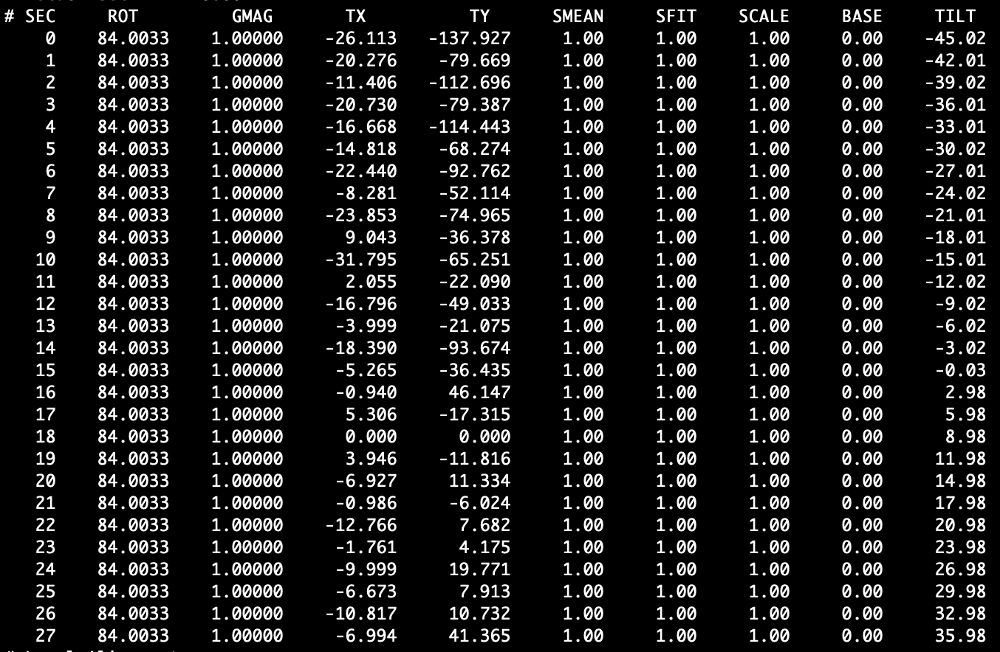 # SEC ROT GMAG TX TY SMEAN SFIT SCALE BASE TILT
0 84.0033 1.00000 -26.113 -137.927 1.00 1.00 1.00 0.00 -45.02
1 84.0033 1.00000 -20.276 -79.669 1.00 1.00 1.00 0.00 -42.01
2 84.0033 1.00000 -11.406 -112.696 1.00 1.00 1.00 0.00 -39.02
3 84.0033 1.00000 -20.730 -79.387 1.00 1.00 1.00 0.00 -36.01
4 84.0033 1.00000 -16.668 -114.443 1.00 1.00 1.00 0.00 -33.01
5 84.0033 1.00000 -14.818 -68.274 1.00 1.00 1.00 0.00 -30.02
6 84.0033 1.00000 -22.440 -92.762 1.00 1.00 1.00 0.00 -27.01
7 84.0033 1.00000 -8.281 -52.114 1.00 1.00 1.00 0.00 -24.02
8 84.0033 1.00000 -23.853 -74.965 1.00 1.00 1.00 0.00 -21.01
9 84.0033 1.00000 9.043 -36.378 1.00 1.00 1.00 0.00 -18.01
10 84.0033 1.00000 -31.795 -65.251 1.00 1.00 1.00 0.00 -15.01
11 84.0033 1.00000 2.055 -22.090 1.00 1.00 1.00 0.00 -12.02
12 84.0033 1.00000 -16.796 -49.033 1.00 1.00 1.00 0.00 -9.02
13 84.0033 1.00000 -3.999 -21.075 1.00 1.00 1.00 0.00 -6.02
14 84.0033 1.00000 -18.390 -93.674 1.00 1.00 1.00 0.00 -3.02
15 84.0033 1.00000 -5.265 -36.435 1.00 1.00 1.00 0.00 -0.03
16 84.0033 1.00000 -0.940 46.147 1.00 1.00 1.00 0.00 2.98
17 84.0033 1.00000 5.306 -17.315 1.00 1.00 1.00 0.00 5.98
18 84.0033 1.00000 0.000 0.000 1.00 1.00 1.00 0.00 8.98
19 84.0033 1.00000 3.946 -11.816 1.00 1.00 1.00 0.00 11.98
20 84.0033 1.00000 -6.927 11.334 1.00 1.00 1.00 0.00 14.98
21 84.0033 1.00000 -0.986 -6.024 1.00 1.00 1.00 0.00 17.98
22 84.0033 1.00000 -12.766 7.682 1.00 1.00 1.00 0.00 20.98
23 84.0033 1.00000 -1.761 4.175 1.00 1.00 1.00 0.00 23.98
24 84.0033 1.00000 -9.999 19.771 1.00 1.00 1.00 0.00 26.98
25 84.0033 1.00000 -6.673 7.913 1.00 1.00 1.00 0.00 29.98
26 84.0033 1.00000 -10.817 10.732 1.00 1.00 1.00 0.00 32.98
27 84.0033 1.00000 -6.994 41.365 1.00 1.00 1.00 0.00 35.98